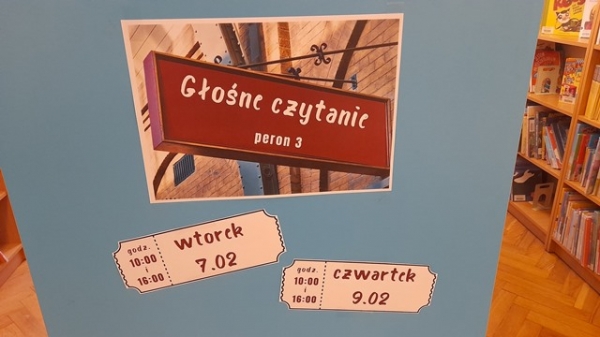 Głośne czytanie
peron 3
godz.
10:00
i
16:00
wtorek
7.02
godz.
10:00
i
16:00
czwartek
9.02